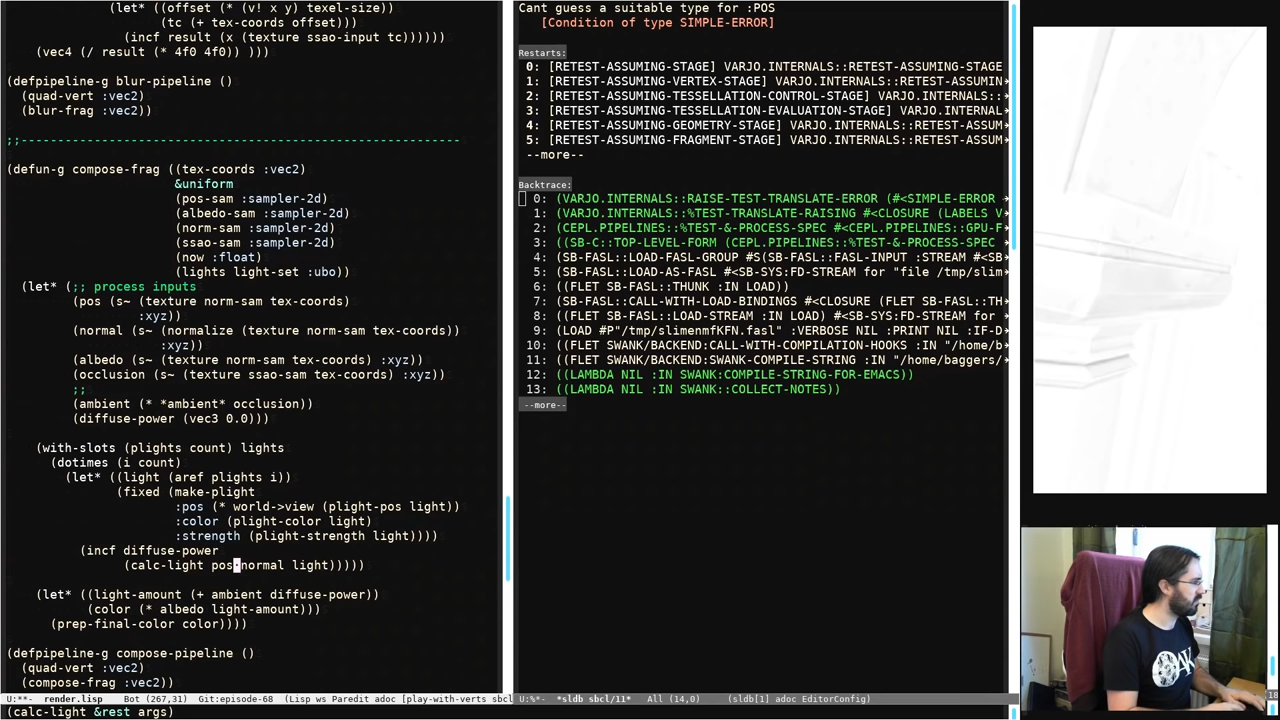 (let* ((offset (* (v! x y) texel-size))
(tc (+ tex-coords offset)))
(incf result (x (texture ssao-input tc))))))
(vec4 (/ result (* 4f0 4f0)) )))
(defpipeline-g blur-pipeline ()
(quad-vert :vec2)
(blur-frag :vec2))
(defun-g compose-frag ((tex-coords :vec2)
&uniform
(pos-sam :sampler-2d)
(albedo-sam :sampler-2d)
(norm-sam :sampler-2d)
(ssao-sam :sampler-2d)
(now :float)
(lights light-set :ubo))
(let* (;; process inputs
(pos (s~ (texture norm-sam tex-coords)
:xyz))
(normal (s~ (normalize (texture norm-sam tex-coords))
:xyz))
(albedo (s~ (texture norm-sam tex-coords) :xyz))
(occlusion (s~ (texture ssao-sam tex-coords) :xyz))
;;
(ambient (* *ambient* occlusion))
(diffuse-power (vec3 0.0)))
(with-slots (plights count) lights
(dotimes (i count)
(let* ((light (aref plights i))
(fixed (make-plight
:pos (* world->view (plight-pos light))
:color (plight-color light)
:strength (plight-strength light))))
(incf diffuse-power
(calc-light pos normal light)))))
(let* ((light-amount (+ ambient diffuse-power))
(color (* albedo light-amount)))
(prep-final-color color))))
(defpipeline-g compose-pipeline ()
(quad-vert :vec2)
(compose-frag :vec2))
U:**- render.lisp Bot (267,31) Git:episode-68 (Lisp ws Paredit adoc [play-with-verts sbcl
(calc-light &rest args)
Cant guess a suitable type for :POS
[Condition of type SIMPLE-ERROR]
Restarts:
0: [RETEST-ASSUMING-STAGE] VARJO.INTERNALS::RETEST-ASSUMING-STAGE
1: [RETEST-ASSUMING-VERTEX-STAGE] VARJO.INTERNALS::RETEST-ASSUMIN
2: [RETEST-ASSUMING-TESSELLATION-CONTROL-STAGE] VARJO.INTERNALS::
3: [RETEST-ASSUMING-TESSELLATION-EVALUATION-STAGE] VARJO.INTERNAL
4: [RETEST-ASSUMING-GEOMETRY-STAGE] VARJO.INTERNALS::RETEST-ASSUM
5: [RETEST-ASSUMING-FRAGMENT-STAGE] VARJO.INTERNALS::RETEST-ASSUM
--more--
Backtrace:
0: (VARJO.INTERNALS::RAISE-TEST-TRANSLATE-ERROR (#<SIMPLE-ERROR
1: (VARJO.INTERNALS::%TEST-TRANSLATE-RAISING #<CLOSURE (LABELS V
2: (CEPL.PIPELINES::%TEST-&-PROCESS-SPEC #<CEPL.PIPELINES::GPU-F
3: ((SB-C::TOP-LEVEL-FORM (CEPL.PIPELINES::%TEST-&-PROCESS-SPEC
4: (SB-FASL::LOAD-FASL-GROUP #S(SB-FASL::FASL-INPUT :STREAM #<SB
5: (SB-FASL::LOAD-AS-FASL #<SB-SYS:FD-STREAM for "file /tmp/slim
6: ((FLET SB-FASL::THUNK :IN LOAD))
7: (SB-FASL::CALL-WITH-LOAD-BINDINGS #<CLOSURE (FLET SB-FASL::TH
8: ((FLET SB-FASL::LOAD-STREAM :IN LOAD) #<SB-SYS:FD-STREAM for
9: (LOAD #P"/tmp/slimenmfKFN.fasl" :VERBOSE NIL :PRINT NIL :IF-D
10: ((FLET SWANK/BACKEND:CALL-WITH-COMPILATION-HOOKS :IN "/home/b
11: ((FLET SWANK/BACKEND:SWANK-COMPILE-STRING :IN "/home/baggers/
12: ((LAMBDA NIL :IN SWANK:COMPILE-STRING-FOR-EMACS))
13: ((LAMBDA NIL :IN SWANK::COLLECT-NOTES))
--more--
U:%*- *sldb sbcl/11* All (14,0) (sldb[1] adoc EditorConfig)